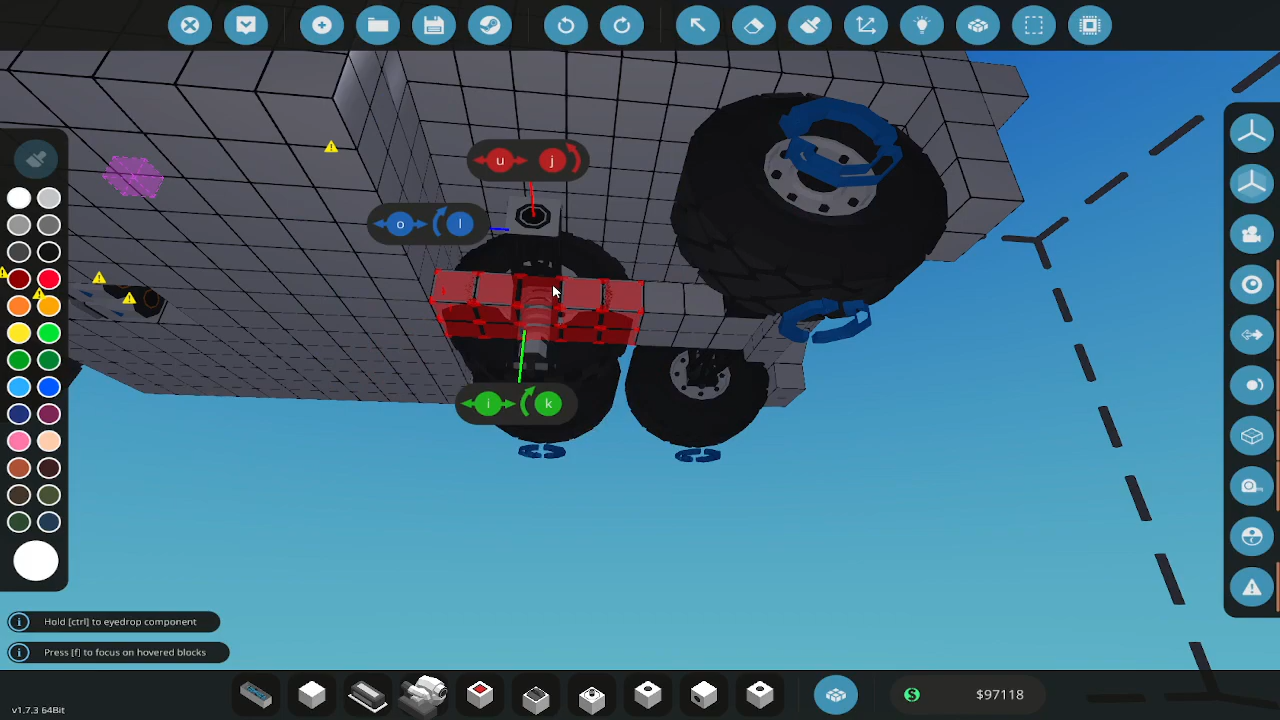 u j
o l
i k
Hold [ctrl] to eyedrop component
Press [f] to focus on hovered blocks
$ $97118
v1.7.3 64Bit